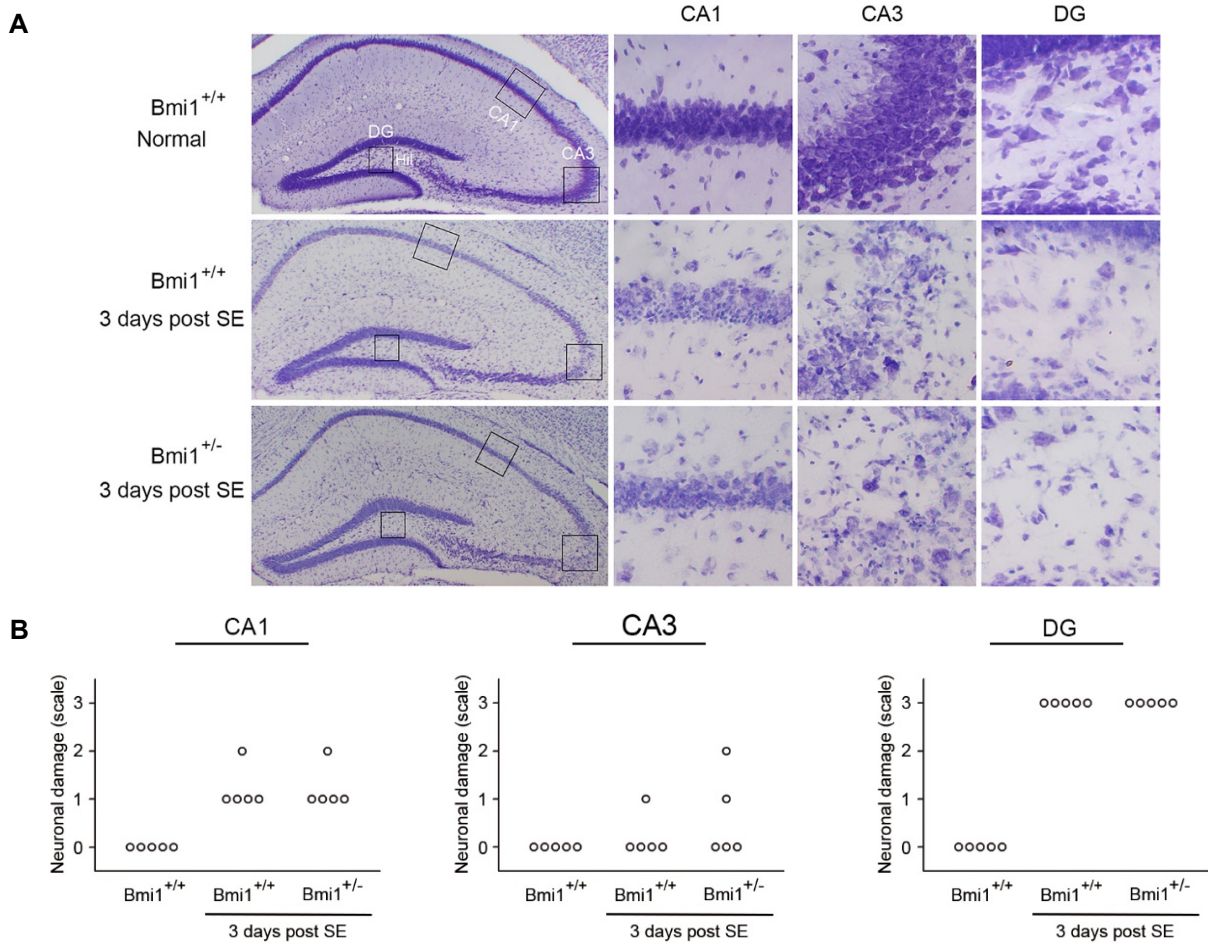 A
CA1 CA3 DG
Bmi1+/+
Normal
CA1
DG
Hil
CA3
Bmi1+/+
3 days post SE
Bmi1+/-
3 days post SE
B
CA1
Neuronal damage (scale)
3
2
1
0
Bmi1+/+ Bmi1+/+ Bmi1+/-
3 days post SE
CA3
Neuronal damage (scale)
3
2
1
0
Bmi1+/+ Bmi1+/+ Bmi1+/-
3 days post SE
DG
Neuronal damage (scale)
3
2
1
0
Bmi1+/+ Bmi1+/+ Bmi1+/-
3 days post SE